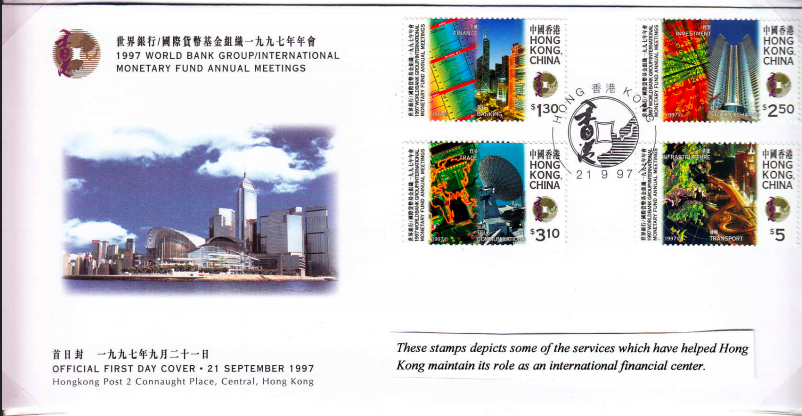 世界銀行/國際貨幣基金組織一九九七年年會
1997 WORLD BANK GROUP/INTERNATIONAL
MONETARY FUND ANNUAL MEETINGS
世界銀行/國際貨幣基金組織一九九七年年會
1997 WORLD BANK GROUP/INTERNATIONAL
MONETARY FUND ANNUAL MEETINGS
FINANCE
BANKING
1997
中國香港
HONG
KONG,
CHINA
$130
世界銀行/國際貨幣基金組織一九九七年年會
1997 WORLD BANK GROUP/INTERNATIONAL
MONETARY FUND ANNUAL MEETINGS
INVESTMENT
STOCK EXCHANGE
1997
中國香港
HONG
KONG,
CHINA
$250
HONG 香港 KONG
21 9 97
世界銀行/國際貨幣基金組織一九九七年年會
1997 WORLD BANK GROUP/INTERNATIONAL
MONETARY FUND ANNUAL MEETINGS
TRADE
1997
中國香港
HONG
KONG,
CHINA
$310
世界銀行/國際貨幣基金組織一九九七年年會
1997 WORLD BANK GROUP/INTERNATIONAL
MONETARY FUND ANNUAL MEETINGS
INFRASTRUCTURE
TRANSPORT
1997
中國香港
HONG
KONG,
CHINA
$5
首日封 一九九七年九月二十一日
OFFICIAL FIRST DAY COVER • 21 SEPTEMBER 1997
Hongkong Post 2 Connaught Place, Central, Hong Kong
These stamps depicts some of the services which have helped Hong
Kong maintain its role as an international financial center.